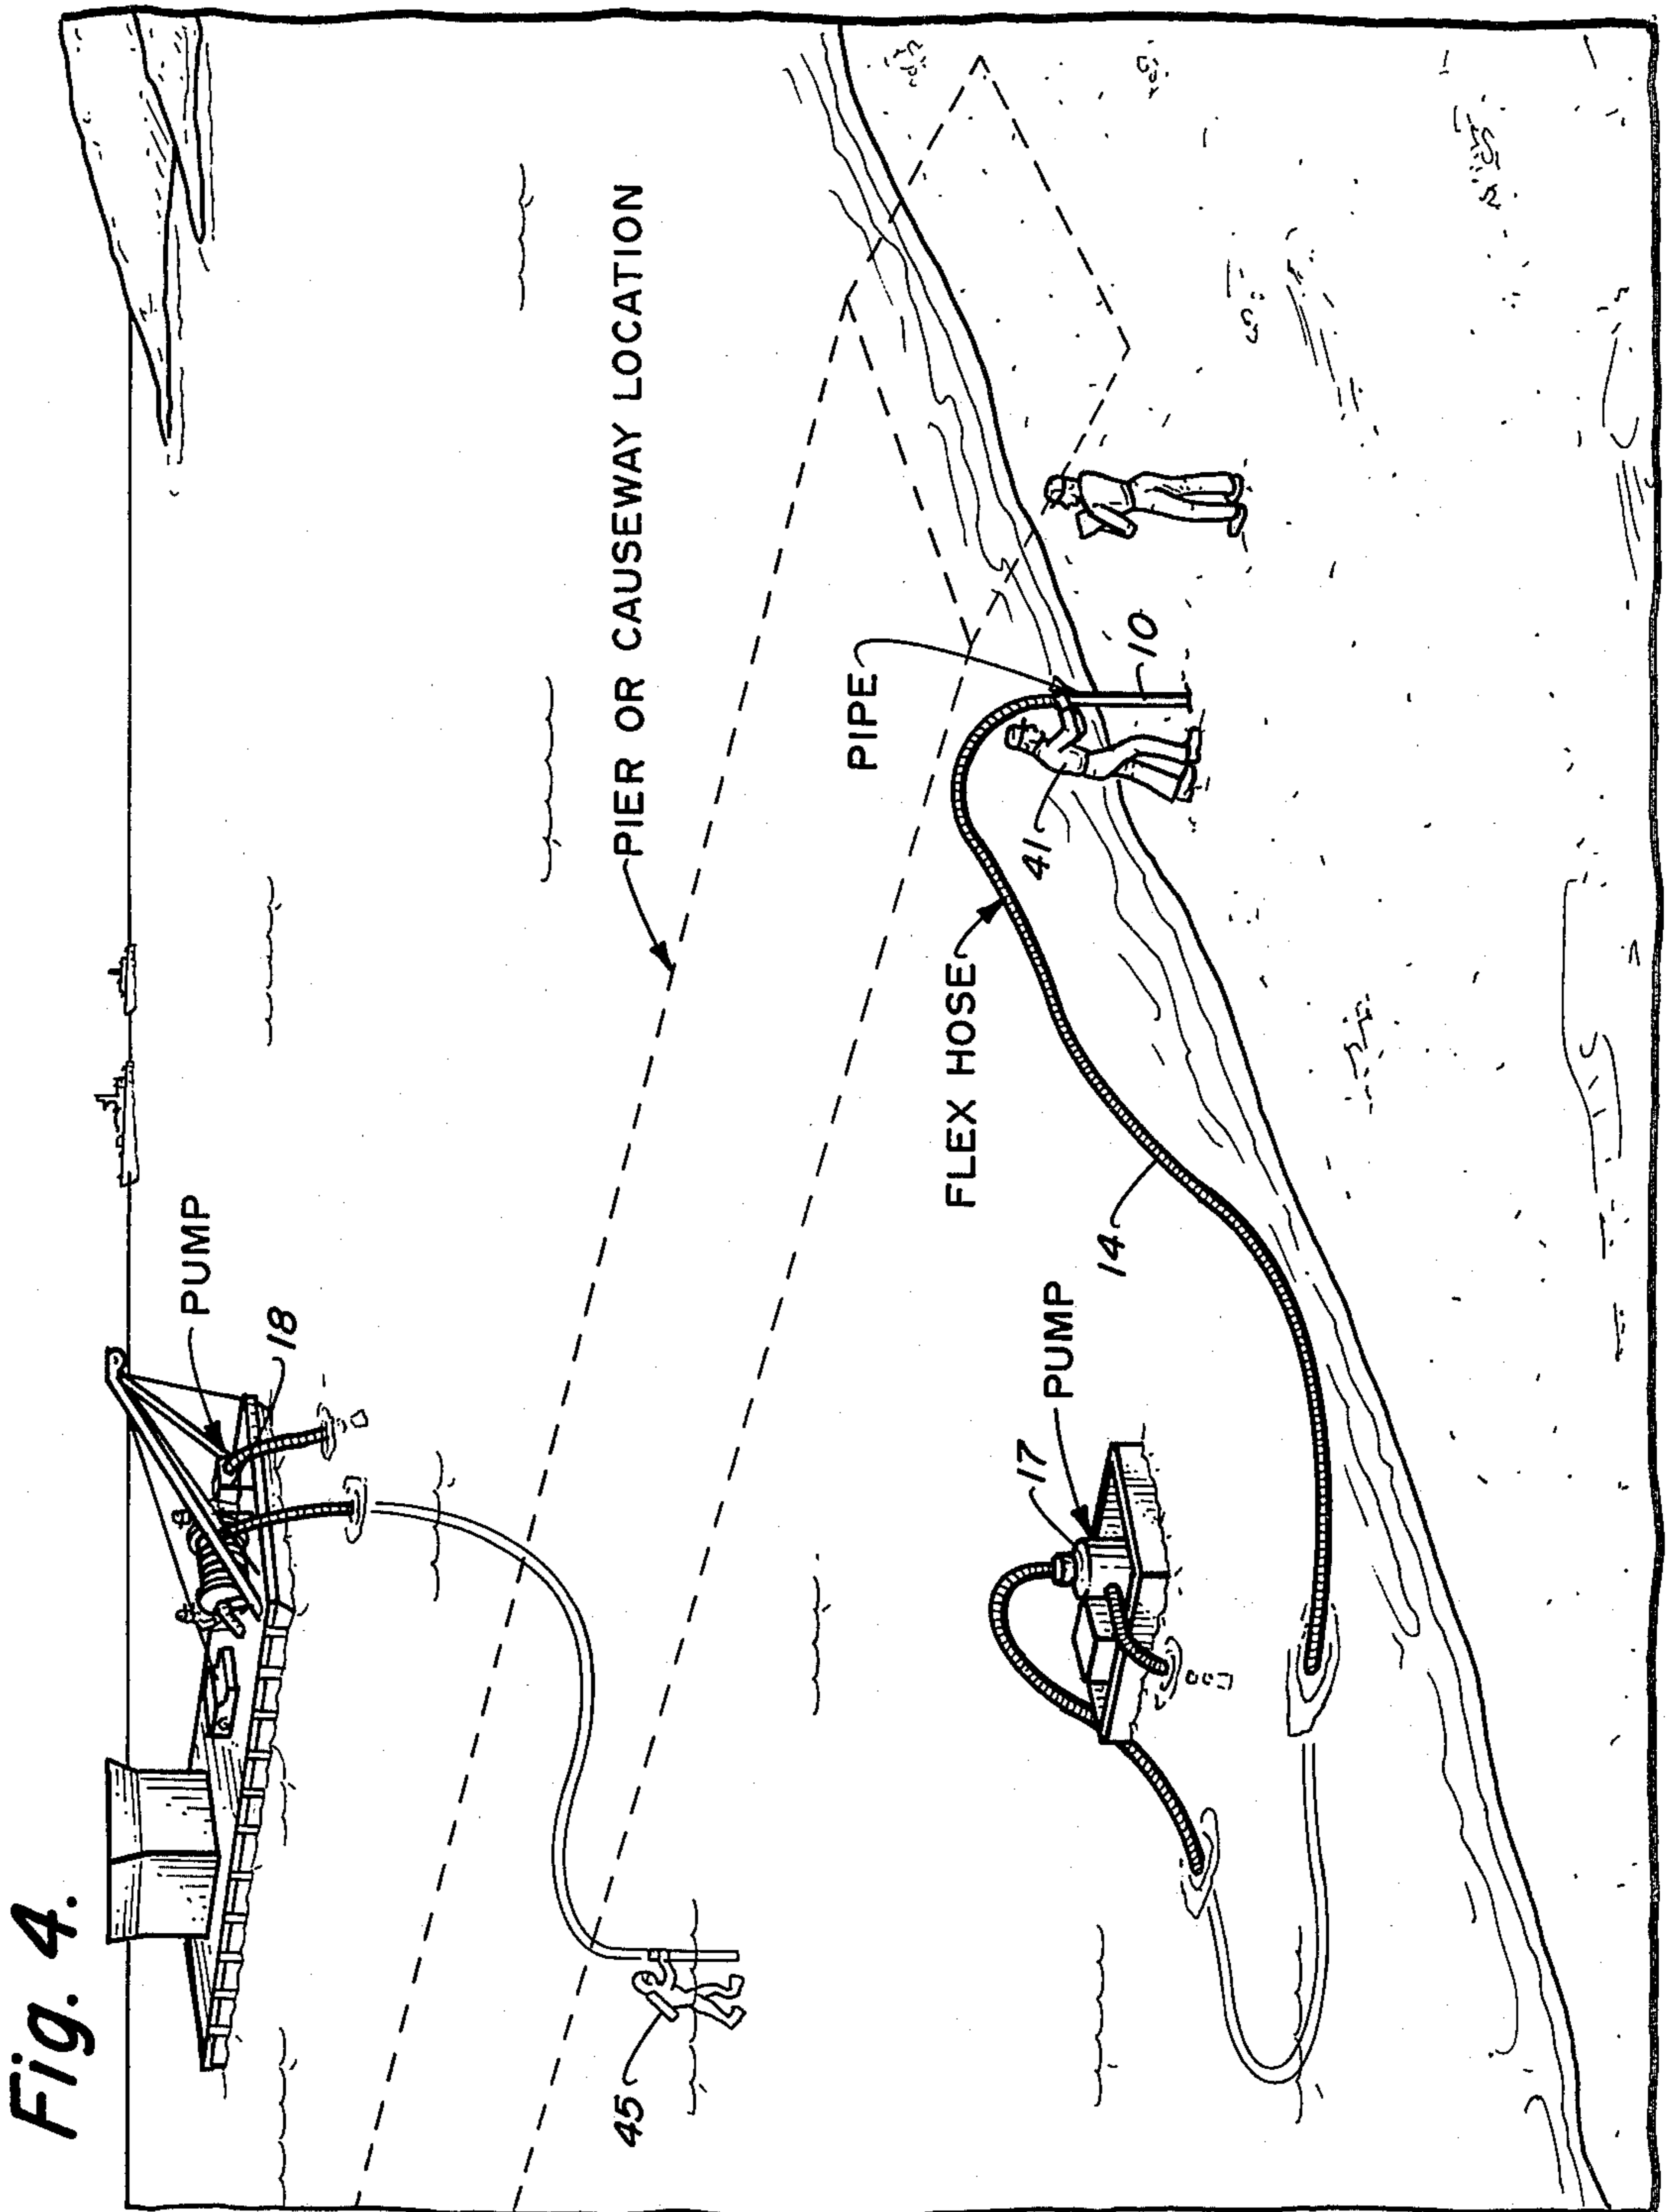 Fig. 4.
PUMP
18
PIER OR CAUSEWAY LOCATION
45
PIPE
FLEX HOSE
41
10
17
PUMP
14